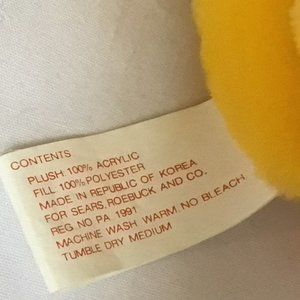 CONTENTS
PLUSH 100% ACRYLIC
FILL 100% POLYESTER
MADE IN REPUBLIC OF KOREA
FOR SEARS, ROEBUCK AND CO.
REG NO PA 1991
MACHINE WASH WARM. NO BLEACH
TUMBLE DRY MEDIUM